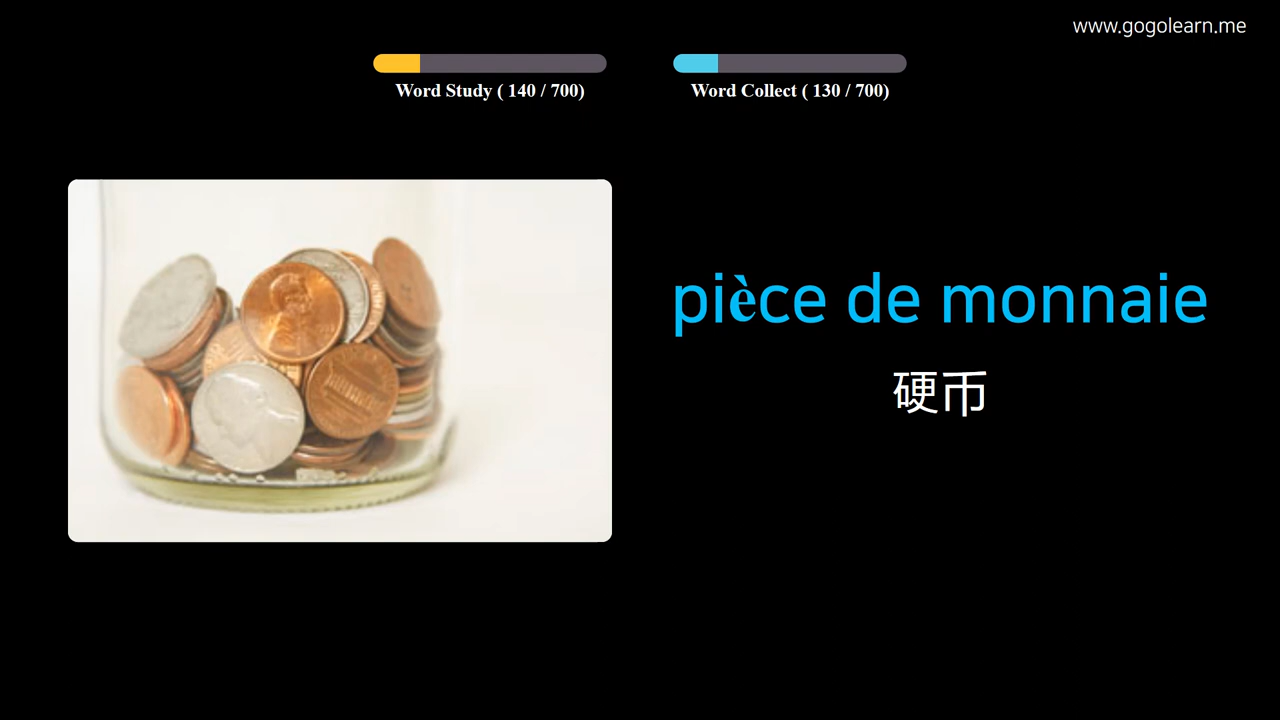 www.gogolearn.me
Word Study ( 140 / 700)
Word Collect ( 130 / 700)
pièce de monnaie
硬币